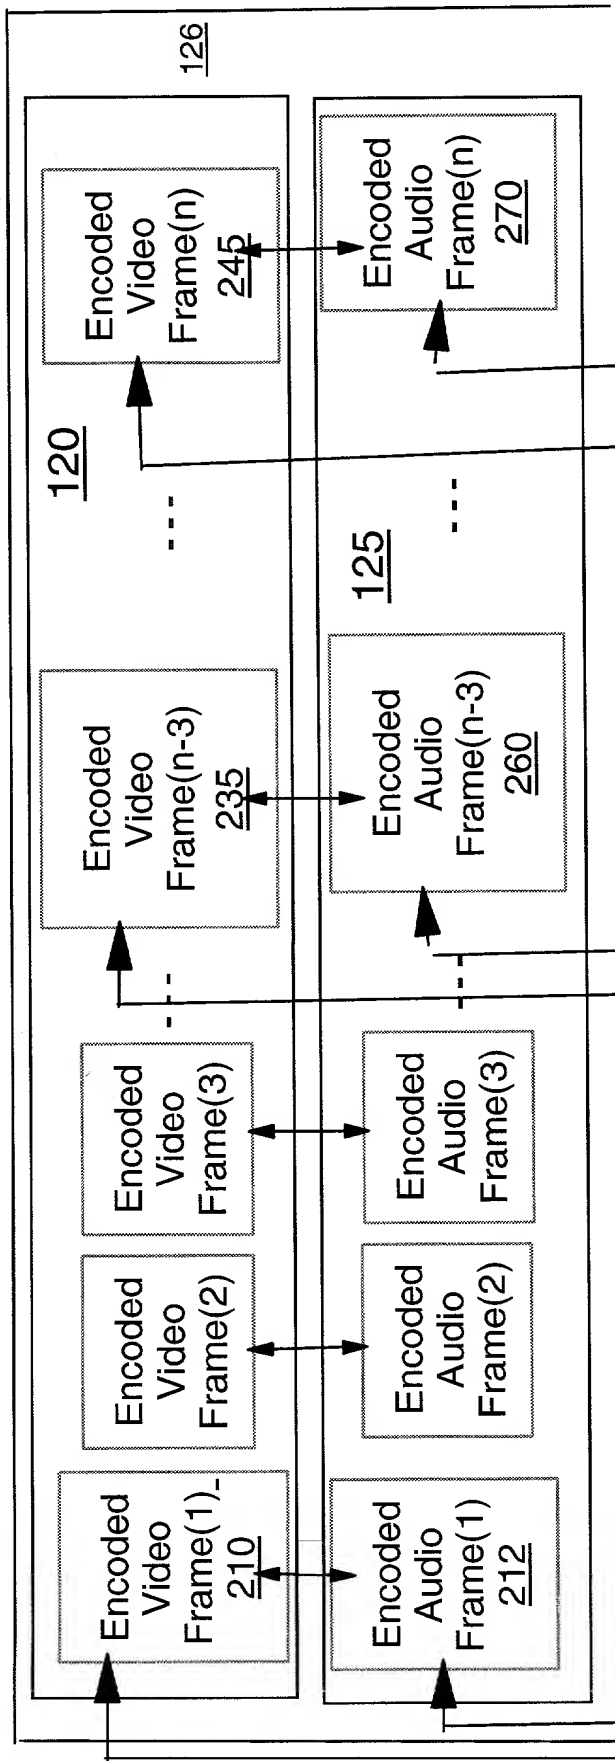 126
120
Encoded
Video
Frame(1)
210
Encoded
Video
Frame(2)
Encoded
Video
Frame(3)
...
Encoded
Video
Frame(n-3)
235
...
Encoded
Video
Frame(n)
245
125
Encoded
Audio
Frame(1)
212
Encoded
Audio
Frame(2)
Encoded
Audio
Frame(3)
...
Encoded
Audio
Frame(n-3)
260
...
Encoded
Audio
Frame(n)
270